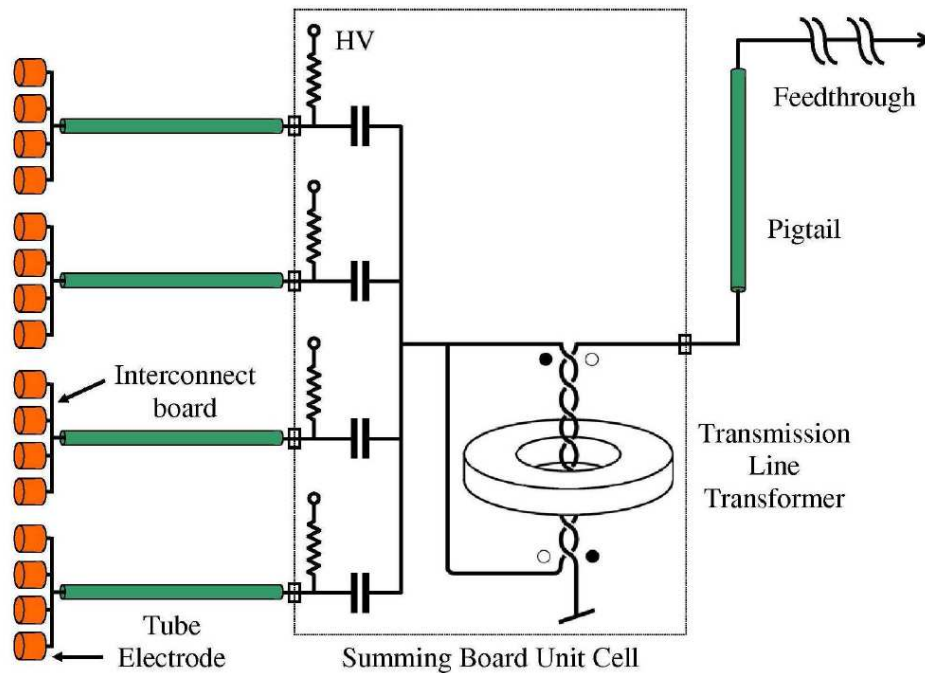 HV
Feedthrough
Pigtail
Interconnect
board
Transmission
Line
Transformer
Tube
Electrode
Summing Board Unit Cell